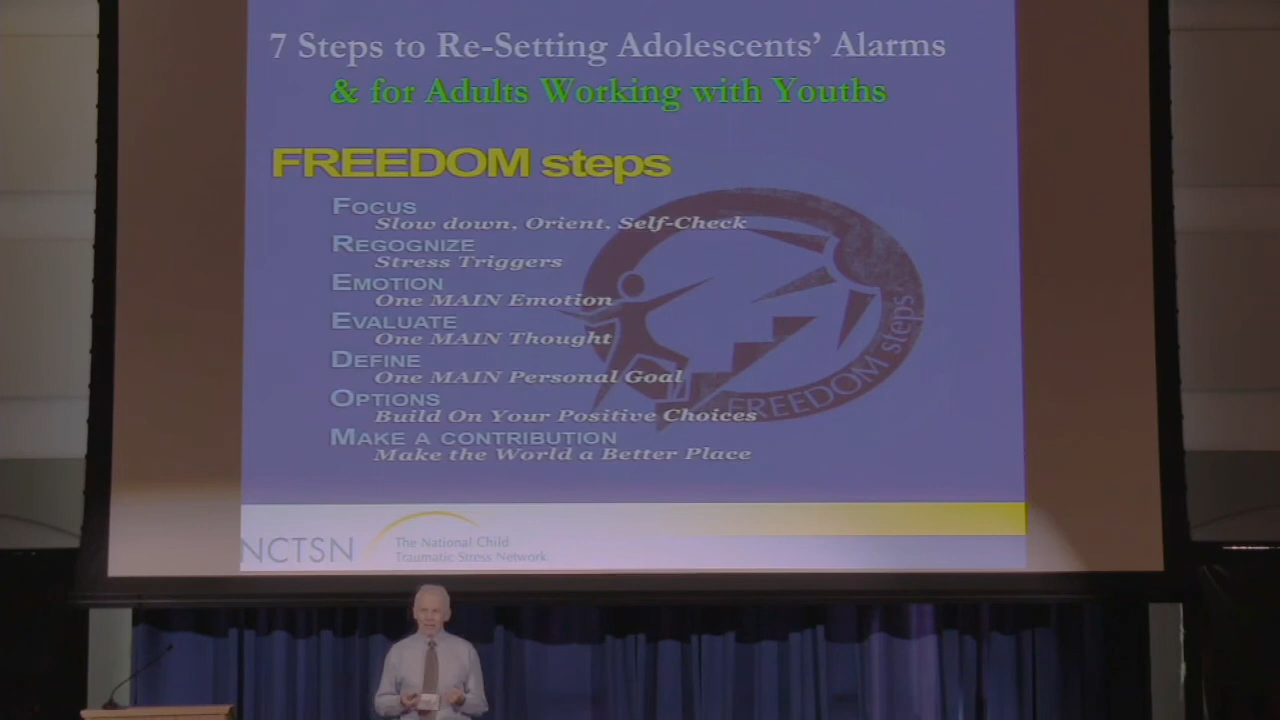 7 Steps to Re-Setting Adolescents' Alarms
& for Adults Working with Youths
FREEDOM steps
FOCUS
Slow down, Orient, Self-Check
REGOGNIZE
Stress Triggers
EMOTION
One MAIN Emotion
EVALUATE
One MAIN Thought
DEFINE
One MAIN Personal Goal
OPTIONS
Build On Your Positive Choices
MAKE A CONTRIBUTION
Make the World a Better Place
FREEDOM steps
NCTSN
The National Child
Traumatic Stress Network